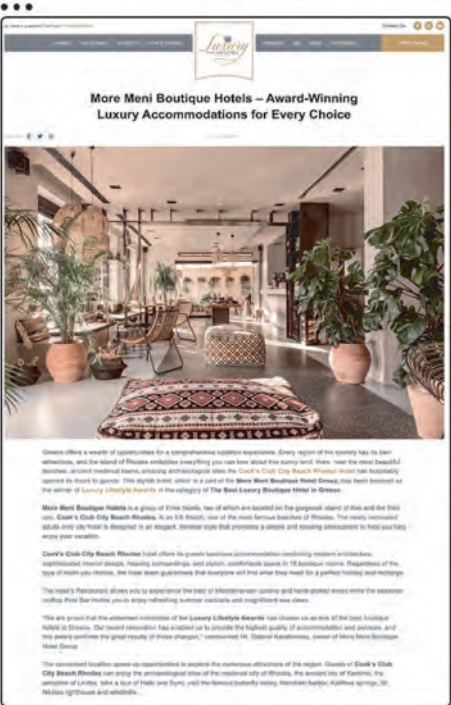 Luxury
More Meni Boutique Hotels – Award-Winning
Luxury Accommodations for Every Choice
Greece offers a wealth of opportunities for a comprehensive vacation experience. Every region of the country has its own
attractions, and the island of Rhodes embodies everything you can love about this sunny land. Here, near the most beautiful
beaches, ancient medieval towns, amazing archaeological sites the Cook's Club City Beach Rhodes Hotel has hospitably
opened its doors to guests. This stylish hotel, which is a part of the More Meni Boutique Hotel Group, has been honored as
the winner of Luxury Lifestyle Awards in the category of The Best Luxury Boutique Hotel in Greece.
More Meni Boutique Hotels is a group of three hotels, two of which are located on the gorgeous island of Kos and the third
one, Cook's Club City Beach Rhodes, is on Elli Beach, one of the most famous beaches of Rhodes. The newly renovated
adults-only city hotel is designed in an elegant, familiar style that promotes a simple and relaxing atmosphere to help you fully
enjoy your vacation.
Cook's Club City Beach Rhodes hotel offers its guests luxurious accommodation combining modern architecture,
sophisticated interior design, relaxing surroundings, and stylish, comfortable space in 18 boutique rooms. Regardless of the
type of room you choose, the hotel team guarantees that everyone will find what they need for a perfect holiday and recharge.
The hotel's Restaurant allows you to experience the best of Mediterranean cuisine and hand-picked wines while the seasonal
rooftop Pool Bar invites you to enjoy refreshing summer cocktails and magnificent sea views.
"We are proud that the esteemed committee of the Luxury Lifestyle Awards has chosen us as one of the best boutique
hotels in Greece. Our recent renovation has enabled us to provide the highest quality of accommodation and services, and
this award confirms the great results of those changes," commented Mr. Gabriel Karatironas, owner of More Meni Boutique
Hotel Group.
The convenient location opens up opportunities to explore the numerous attractions of the region. Guests of Cook's Club
City Beach Rhodes can enjoy the archaeological sites of the medieval city of Rhodes, the ancient city of Kamiros, the
acropolis of Lindos, take a tour of Halki and Symi, visit the famous butterfly valley, Mandraki harbor, Kallithea springs, St.
Nikolas lighthouse and windmills.